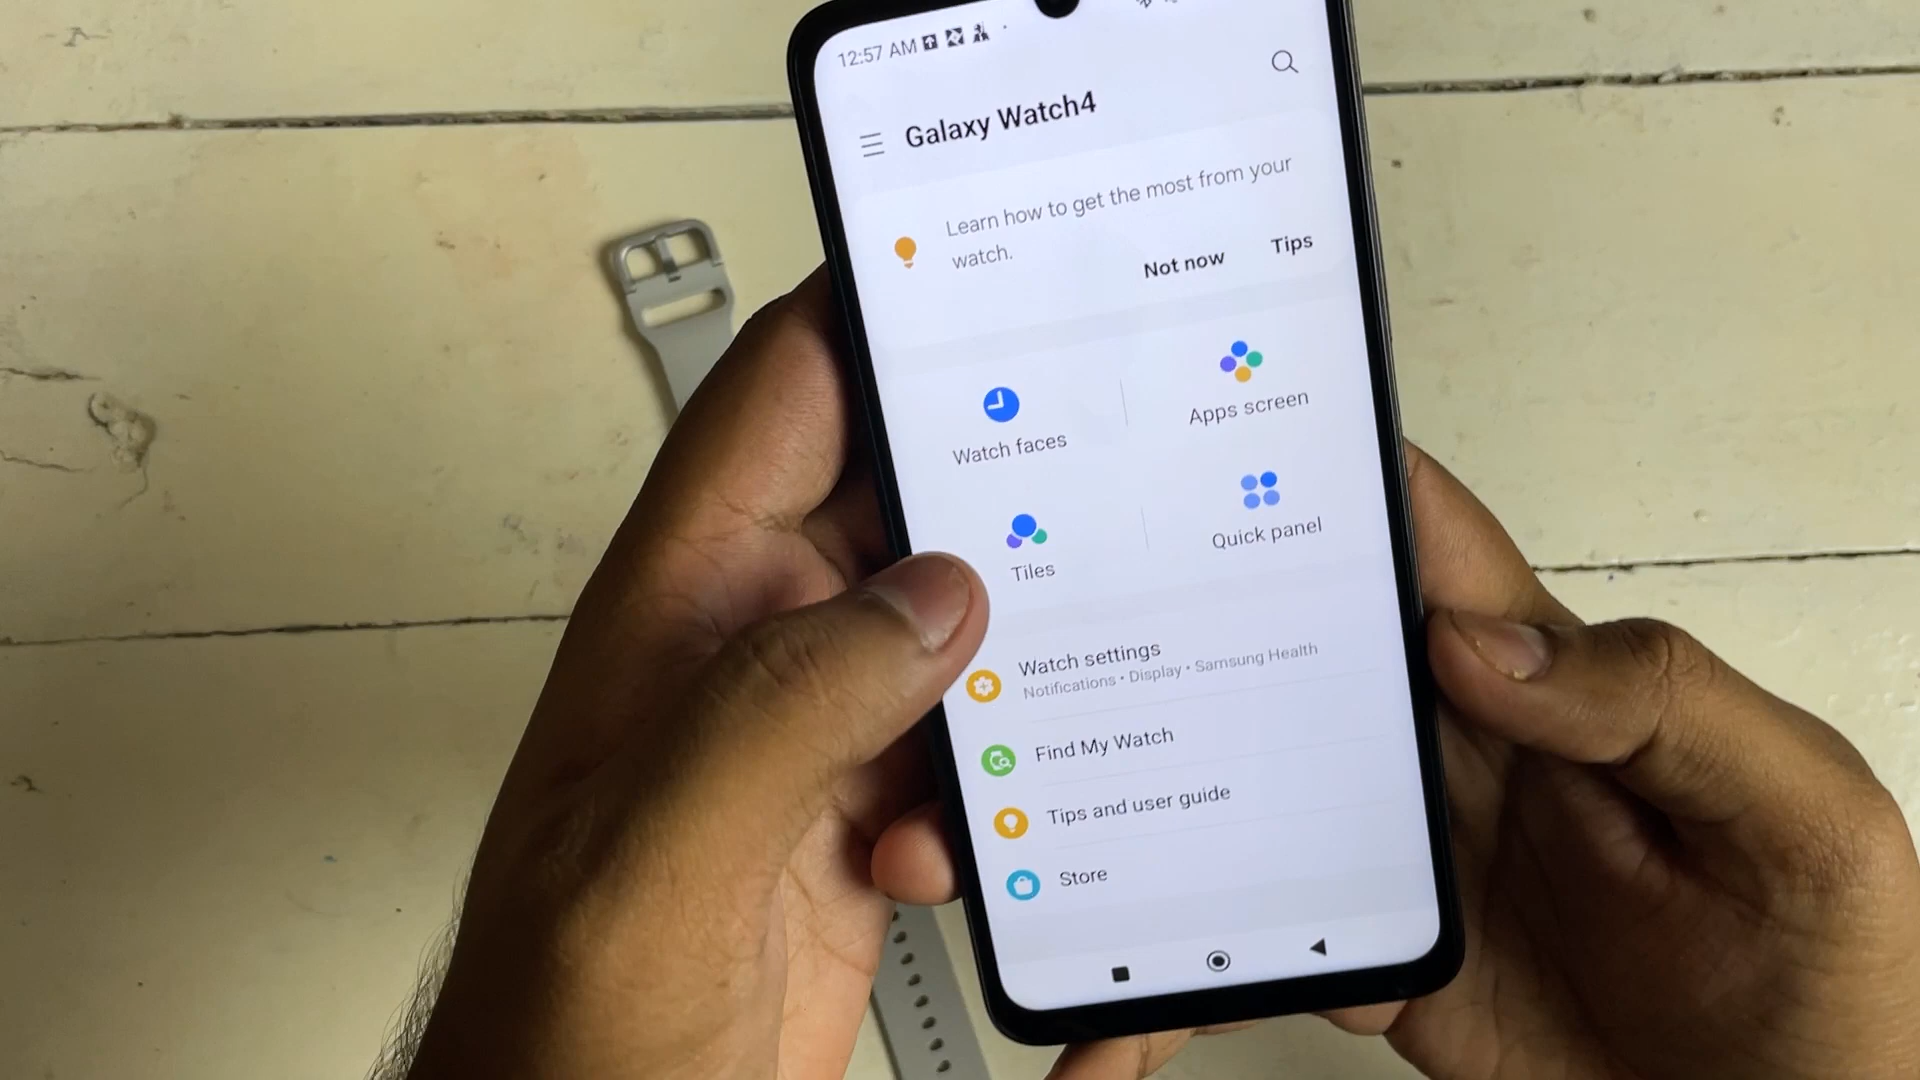 12:57 AM
Galaxy Watch4
Learn how to get the most from your
watch.
Not now
Tips
Watch faces
Apps screen
Tiles
Quick panel
Watch settings
Notifications • Display • Samsung Health
Find My Watch
Tips and user guide
Store